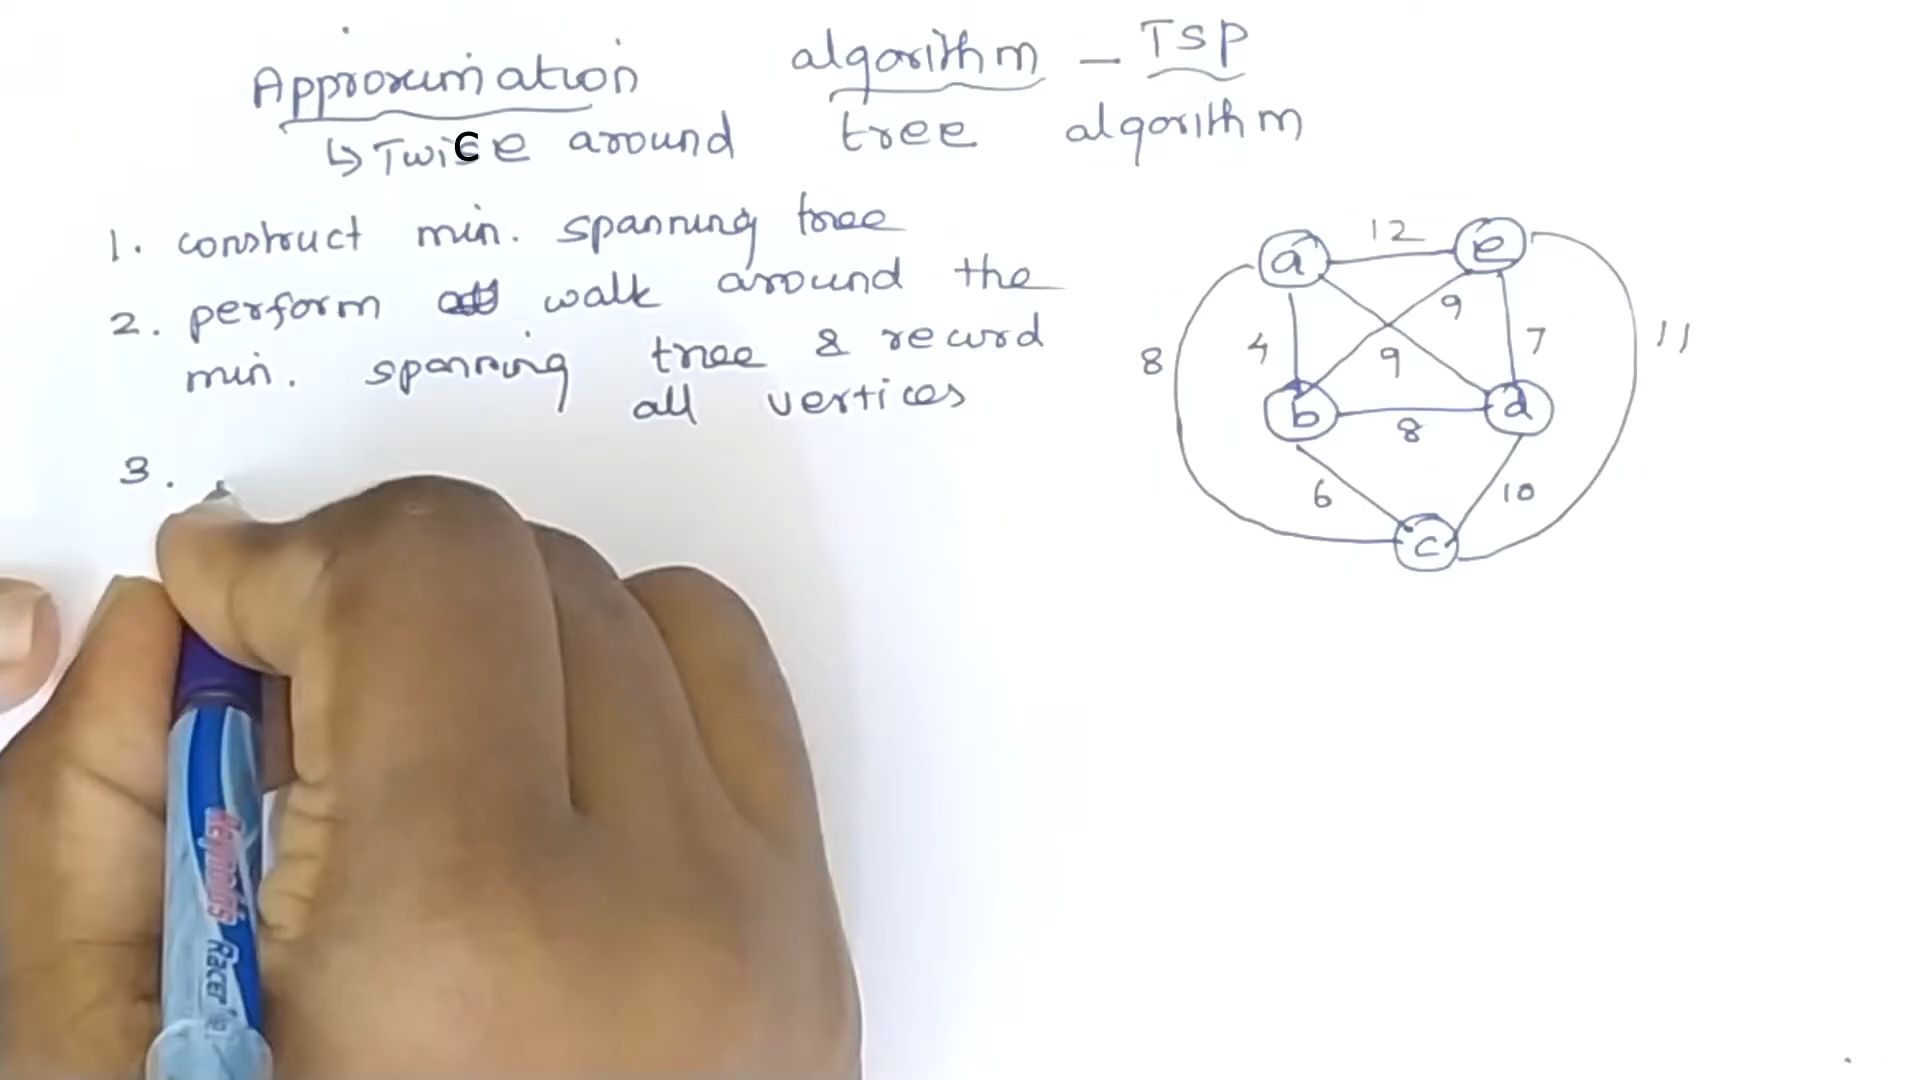 Approximation algorithm - TSP
↳ Twice around tree algorithm
1. construct min. spanning tree
2. perform walk around the
min. spanning tree & record
all vertices
3.
a 12 e
9
8 4 9 7 11
b 8 d
6 10
c
Reynolds Racer